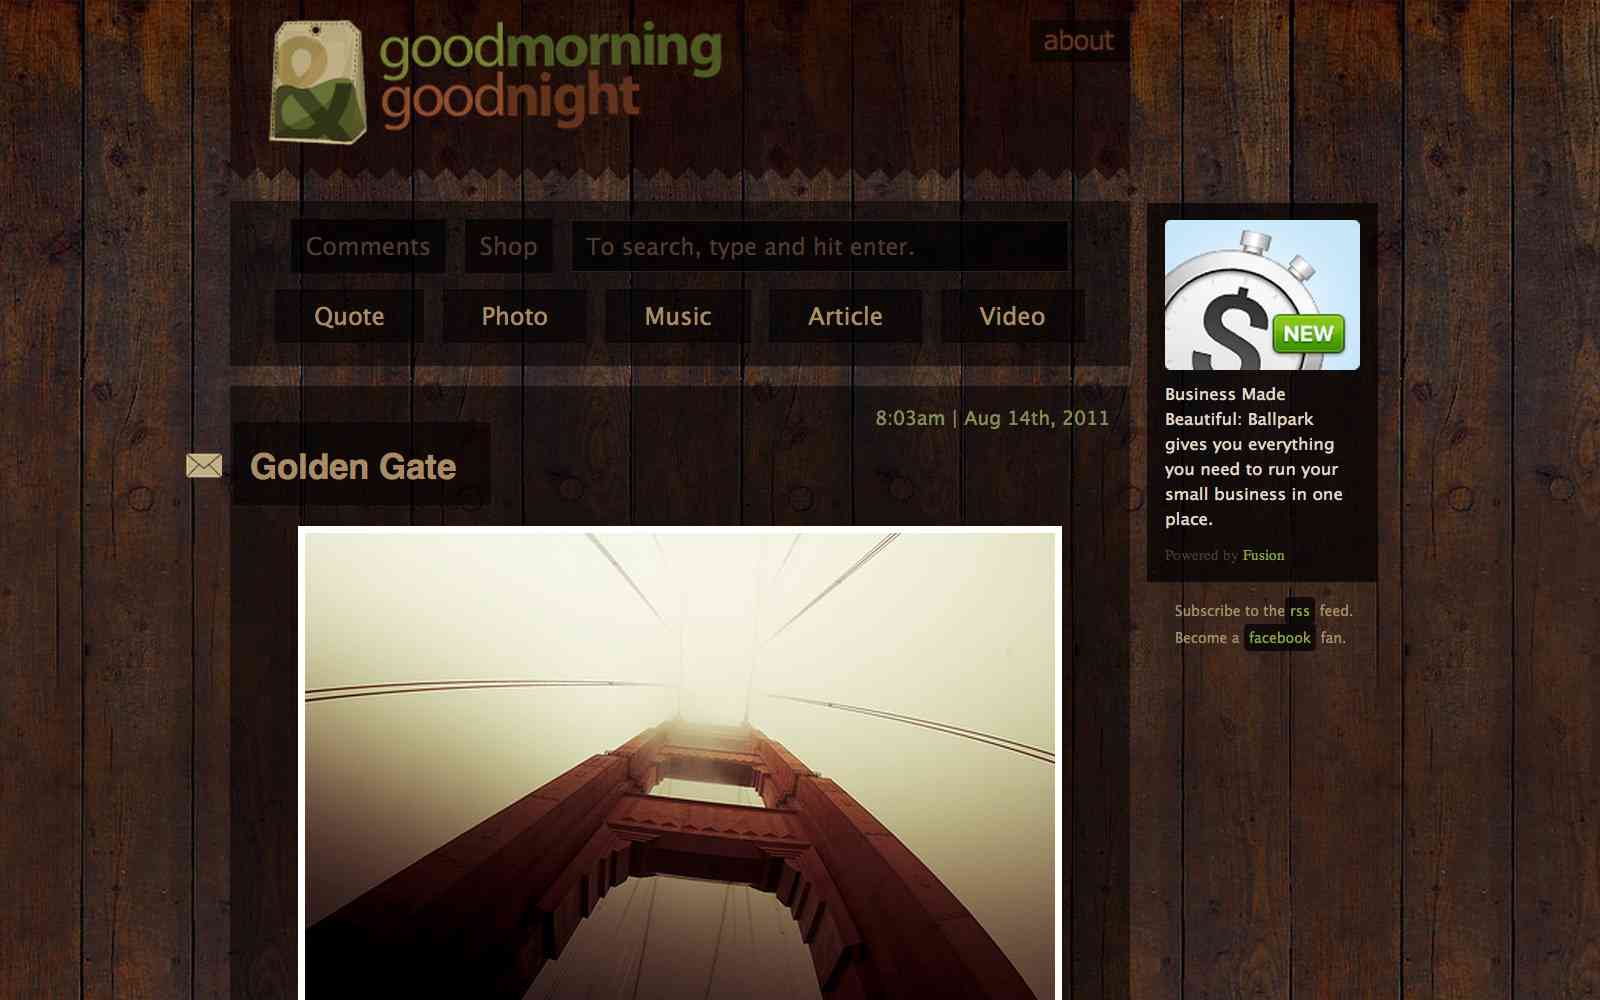 goodmorning
goodnight
about
Comments Shop To search, type and hit enter.
Quote Photo Music Article Video
8:03am | Aug 14th, 2011
Golden Gate
$ NEW
Business Made
Beautiful: Ballpark
gives you everything
you need to run your
small business in one
place.
Powered by Fusion
Subscribe to the rss feed.
Become a facebook fan.